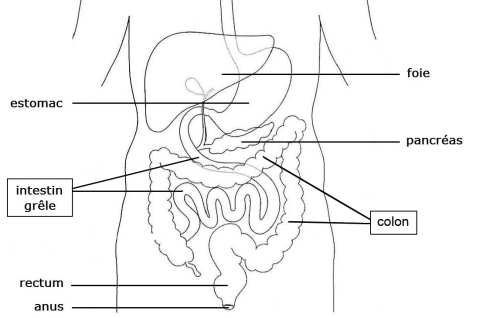 foie
estomac
pancréas
intestin
grêle
colon
rectum
anus